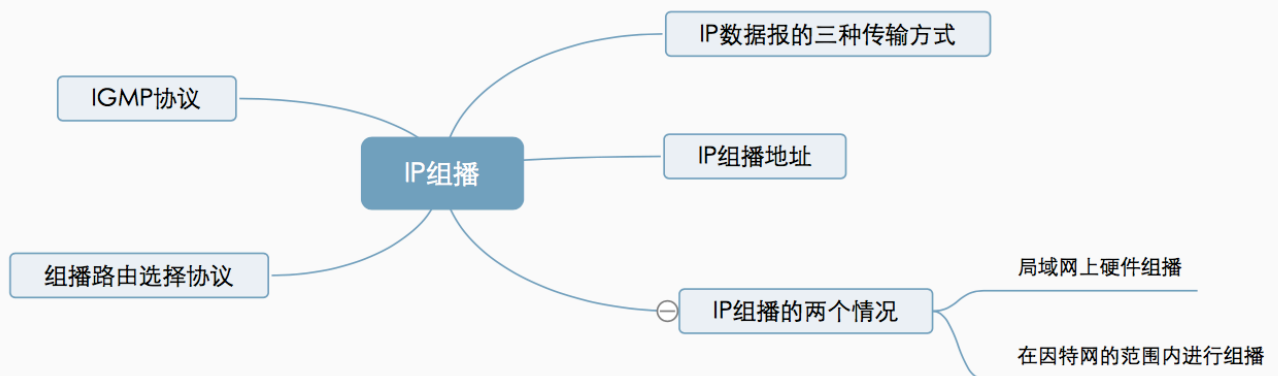 IP数据报的三种传输方式
IGMP协议
IP组播地址
IP组播
组播路由选择协议
局域网上硬件组播
IP组播的两个情况
在因特网的范围内进行组播